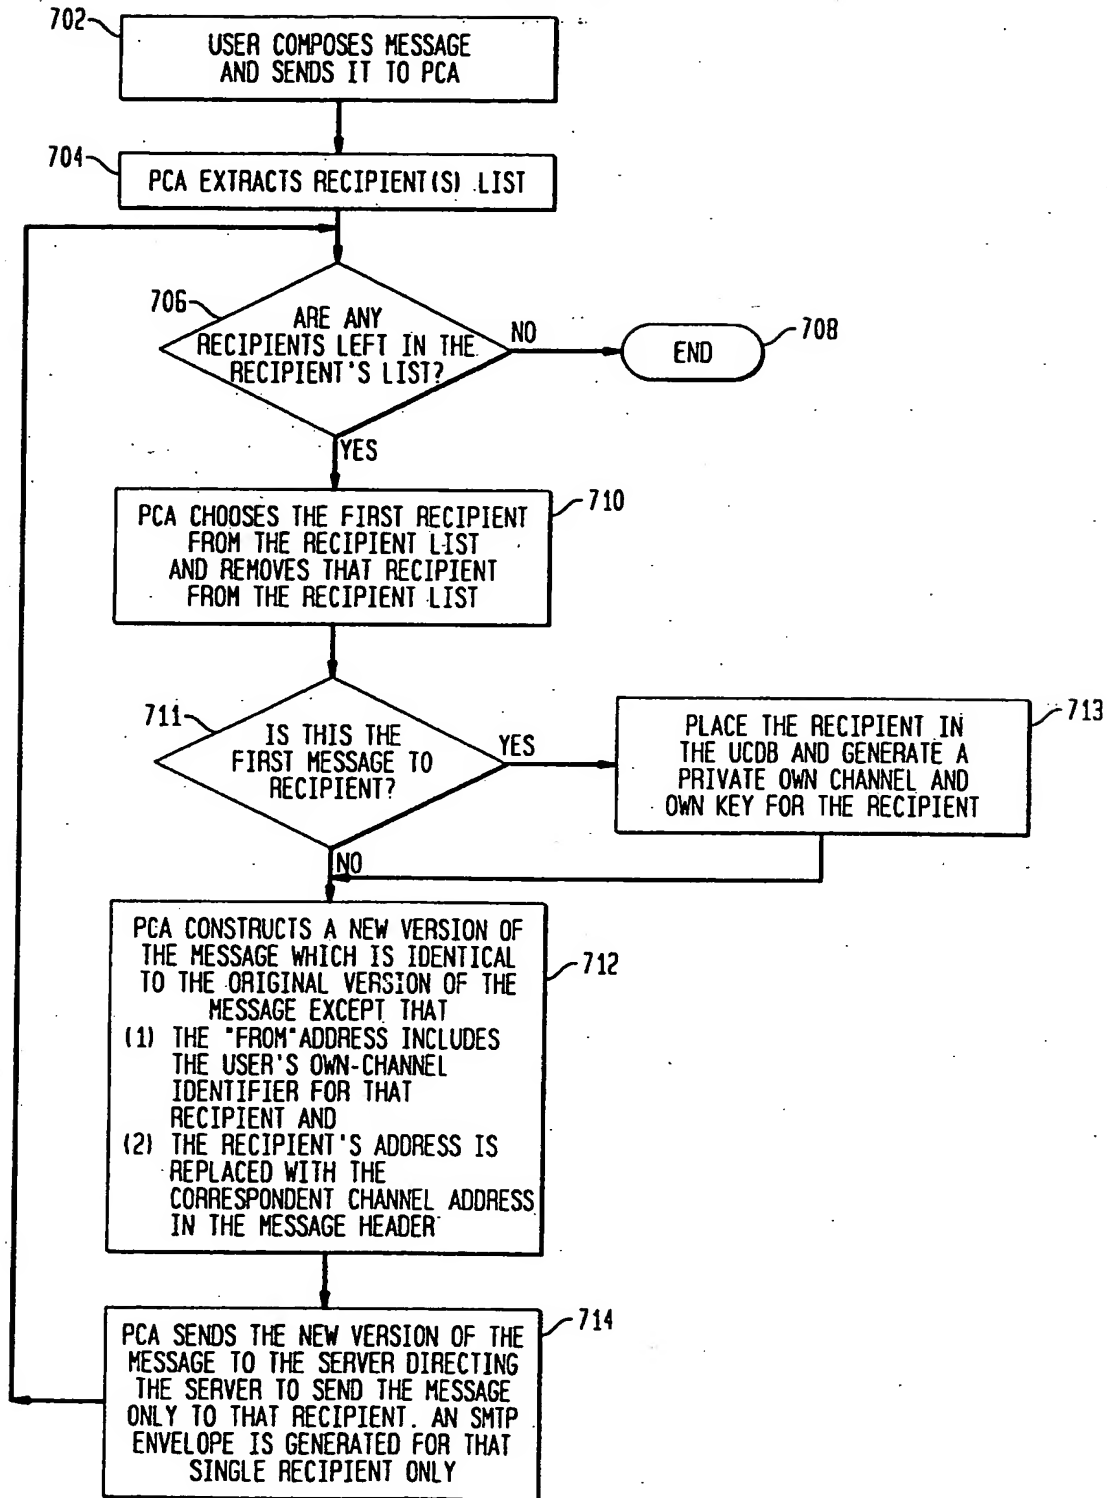 702
USER COMPOSES MESSAGE
AND SENDS IT TO PCA
704
PCA EXTRACTS RECIPIENT(S) LIST
706
ARE ANY
RECIPIENTS LEFT IN THE
RECIPIENT'S LIST?
NO
END
708
YES
PCA CHOOSES THE FIRST RECIPIENT
FROM THE RECIPIENT LIST
AND REMOVES THAT RECIPIENT
FROM THE RECIPIENT LIST
710
711
IS THIS THE
FIRST MESSAGE TO
RECIPIENT?
YES
PLACE THE RECIPIENT IN
THE UCDB AND GENERATE A
PRIVATE OWN CHANNEL AND
OWN KEY FOR THE RECIPIENT
713
NO
PCA CONSTRUCTS A NEW VERSION OF
THE MESSAGE WHICH IS IDENTICAL
TO THE ORIGINAL VERSION OF THE
MESSAGE EXCEPT THAT
(1) THE "FROM" ADDRESS INCLUDES
THE USER'S OWN-CHANNEL
IDENTIFIER FOR THAT
RECIPIENT AND
(2) THE RECIPIENT'S ADDRESS IS
REPLACED WITH THE
CORRESPONDENT CHANNEL ADDRESS
IN THE MESSAGE HEADER
712
PCA SENDS THE NEW VERSION OF THE
MESSAGE TO THE SERVER DIRECTING
THE SERVER TO SEND THE MESSAGE
ONLY TO THAT RECIPIENT. AN SMTP
ENVELOPE IS GENERATED FOR THAT
SINGLE RECIPIENT ONLY
714